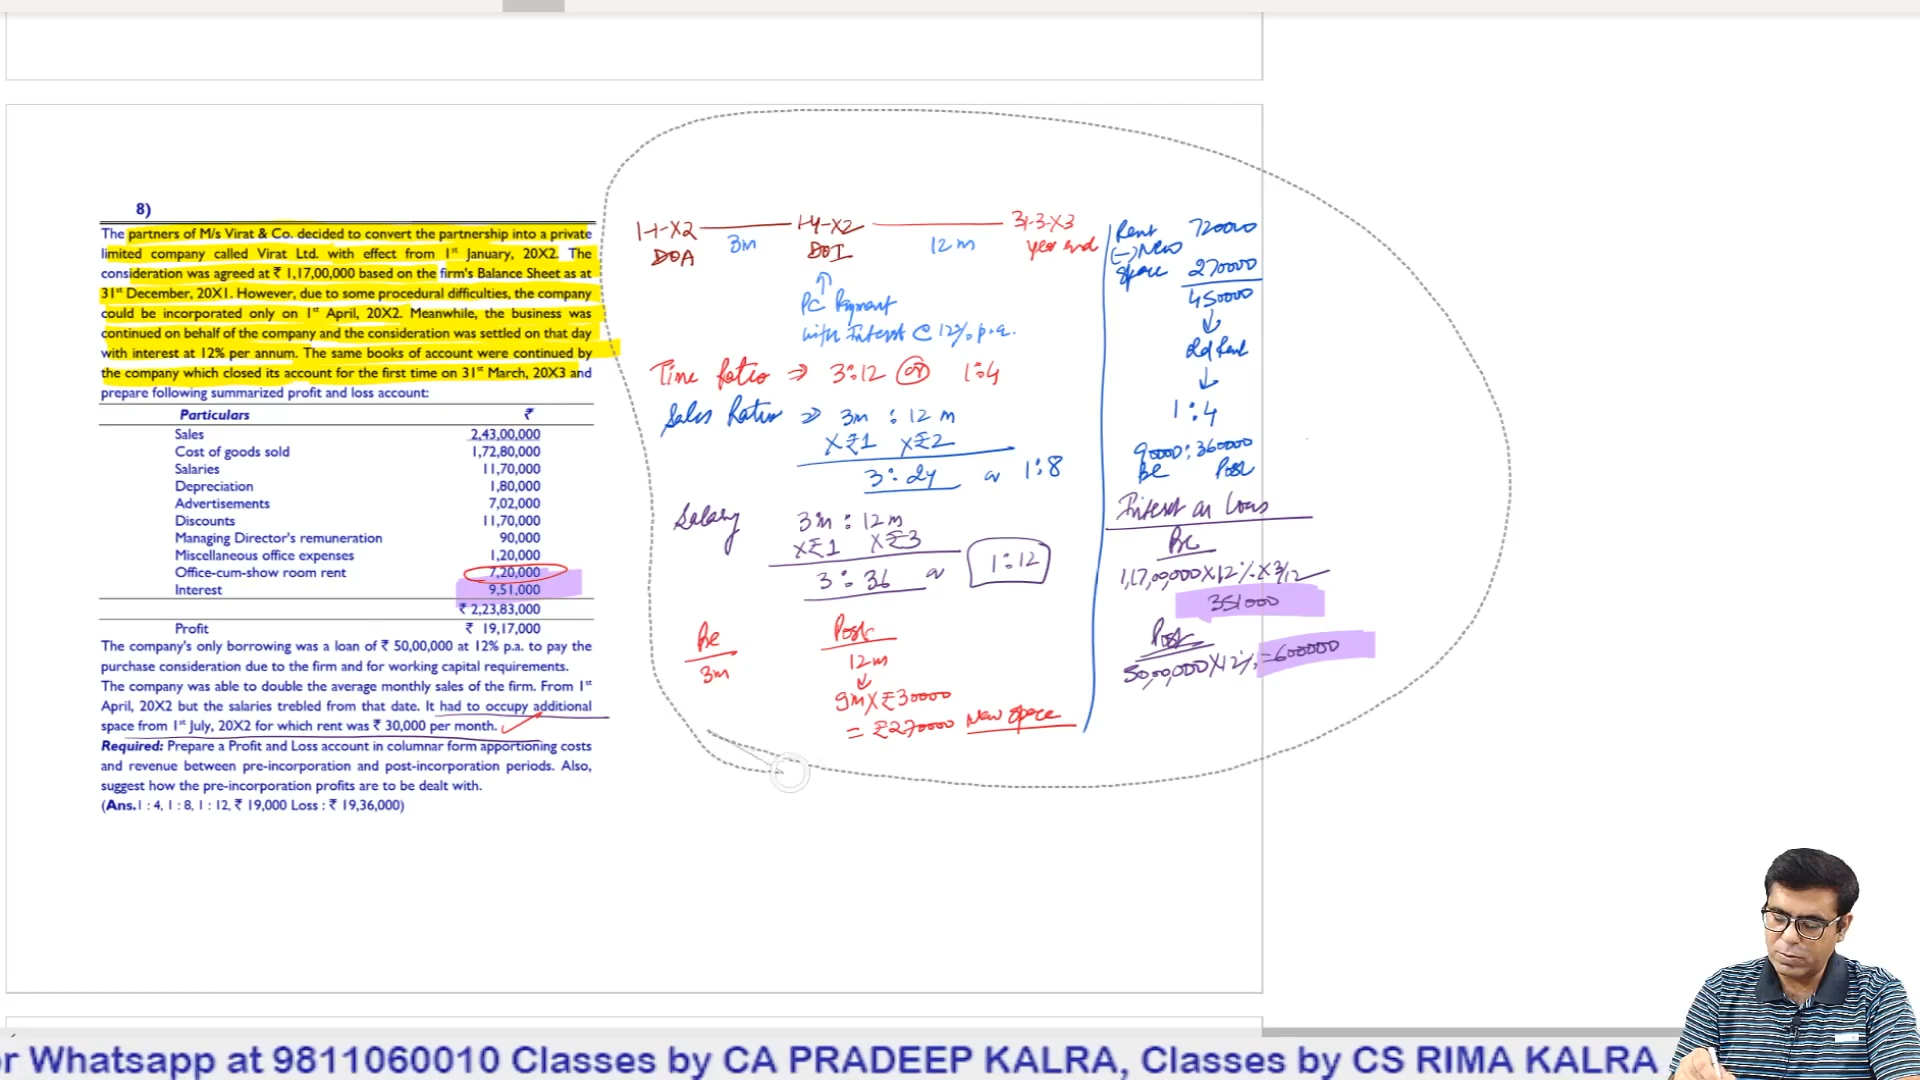 8)
The partners of M/s Virat & Co. decided to convert the partnership into a private
limited company called Virat Ltd. with effect from 1st January, 20X2. The
consideration was agreed at ₹ 1,17,00,000 based on the firm's Balance Sheet as at
31st December, 20X1. However, due to some procedural difficulties, the company
could be incorporated only on 1st April, 20X2. Meanwhile, the business was
continued on behalf of the company and the consideration was settled on that day
with interest at 12% per annum. The same books of account were continued by
the company which closed its account for the first time on 31st March, 20X3 and
prepare following summarized profit and loss account:
Particulars ₹
Sales 2,43,00,000
Cost of goods sold 1,72,80,000
Salaries 11,70,000
Depreciation 1,80,000
Advertisements 7,02,000
Discounts 11,70,000
Managing Director's remuneration 90,000
Miscellaneous office expenses 1,20,000
Office-cum-show room rent 7,20,000
Interest 9,51,000
₹ 2,23,83,000
Profit ₹ 19,17,000
The company's only borrowing was a loan of ₹ 50,00,000 at 12% p.a. to pay the
purchase consideration due to the firm and for working capital requirements.
The company was able to double the average monthly sales of the firm. From 1st
April, 20X2 but the salaries trebled from that date. It had to occupy additional
space from 1st July, 20X2 for which rent was ₹ 30,000 per month.
Required: Prepare a Profit and Loss account in columnar form apportioning costs
and revenue between pre-incorporation and post-incorporation periods. Also,
suggest how the pre-incorporation profits are to be dealt with.
(Ans.1 : 4, 1 : 8, 1 : 12, ₹ 19,000 Loss : ₹ 19,36,000)
1-1-X2 1-4-X2 31-3-X3
DOA 3m DOI 12 m year end
PC Payment
with Interest @ 12% p.a.
Time Ratio ⇒ 3:12 or 1:4
Sales Ratio ⇒ 3m : 12 m
X₹1 X₹2
3 : 24 or 1:8
Salary 3m : 12m
X₹1 X₹3
3 : 36 or 1:12
Pre Post
3m 12m
9m X ₹30000
= ₹270000 New Space
Rent 720000
(-) New
Space 270000
450000
Old Rent
1 : 4
90000 : 360000
Pre Post
Interest on Loan
Pre
1,17,00,000 X 12% X 3/12
351000
Post
50,00,000 X 12% = 600000
or Whatsapp at 9811060010 Classes by CA PRADEEP KALRA, Classes by CS RIMA KALRA